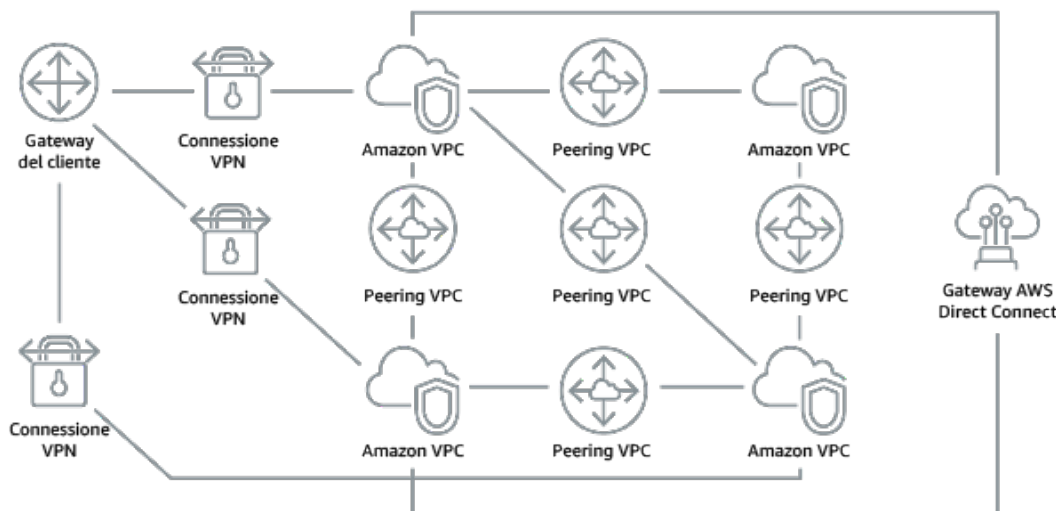 Gateway
del cliente
Connessione
VPN
Amazon VPC
Peering VPC
Amazon VPC
Connessione
VPN
Peering VPC
Peering VPC
Peering VPC
Gateway AWS
Direct Connect
Connessione
VPN
Amazon VPC
Peering VPC
Amazon VPC